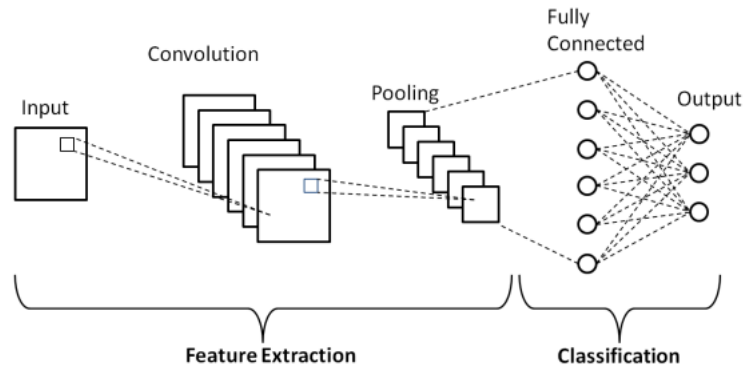 Input
Convolution
Pooling
Fully
Connected
Output
Feature Extraction
Classification